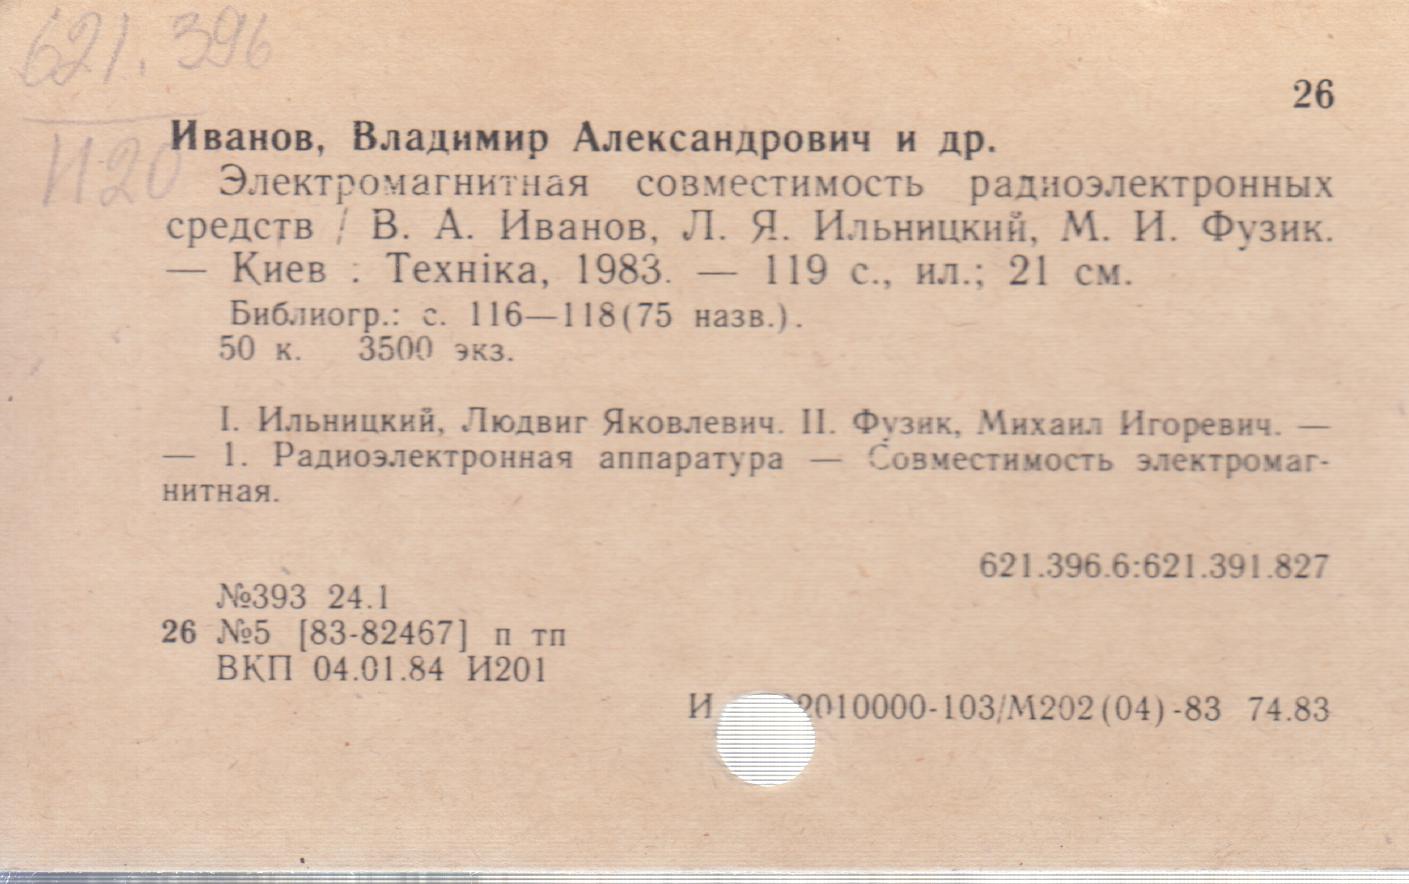 621.396
И20
26
Иванов, Владимир Александрович и др.
Электромагнитная совместимость радиоэлектронных
средств / В. А. Иванов, Л. Я. Ильницкий, М. И. Фузик.
— Киев : Техніка, 1983. — 119 с., ил.; 21 см.
Библиогр.: с. 116—118(75 назв.).
50 к. 3500 экз.
I. Ильницкий, Людвиг Яковлевич. II. Фузик, Михаил Игоревич. —
— 1. Радиоэлектронная аппаратура — Совместимость электромаг-
нитная.
621.396.6:621.391.827
№393 24.1
26 №5 [83-82467] п тп
ВКП 04.01.84 И201
И 2010000-103/М202(04)-83 74.83